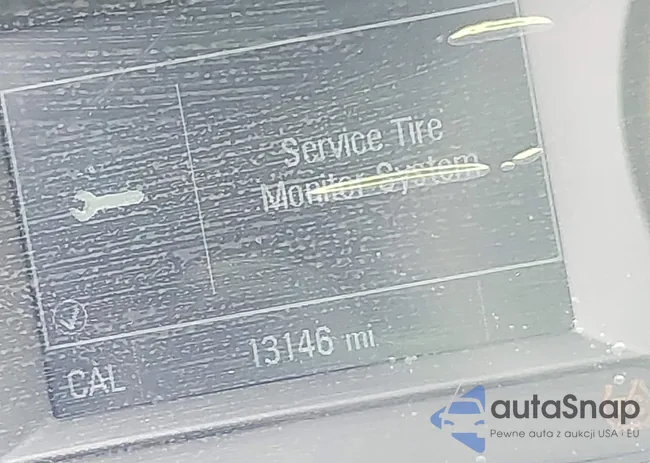 Service Tire
Monitor System
13146 mi
CAL
autaSnap
Pewne auta z aukcji USA i EU